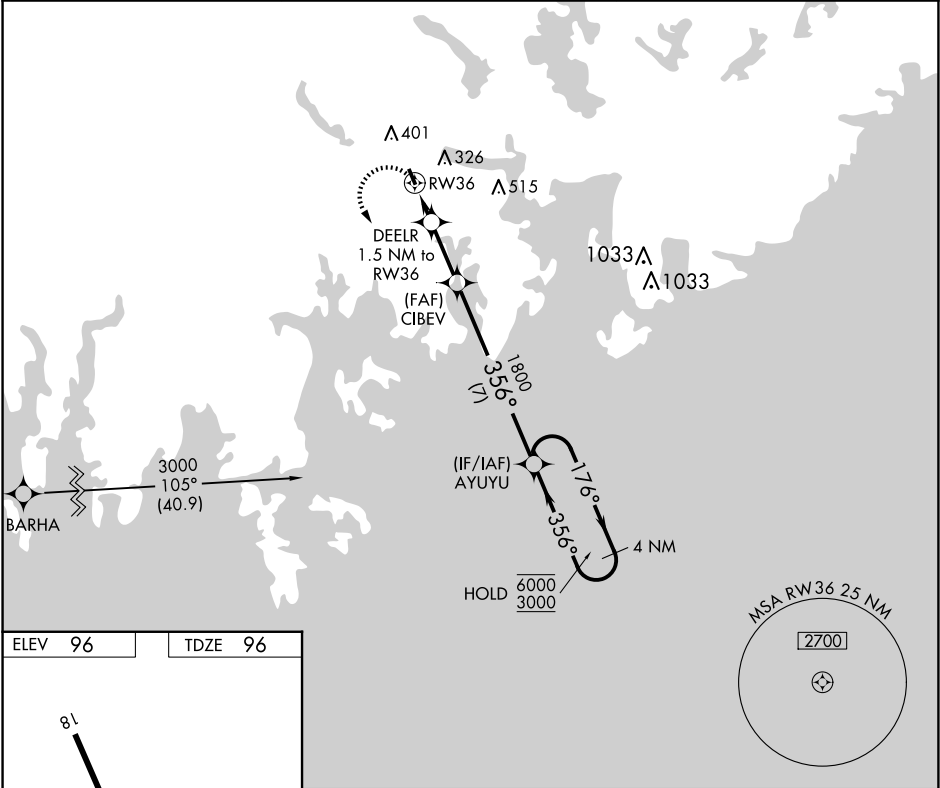 401
326
RW36
515
DEELR
1.5 NM to
RW36
1033
1033
(FAF)
CIBEV
1800
356°
(7)
3000
105°
(40.9)
BARHA
(IF/IAF)
AYUYU
176°
356°
4 NM
HOLD 6000
3000
MSA RW36 25 NM
2700
ELEV 96
TDZE 96
18